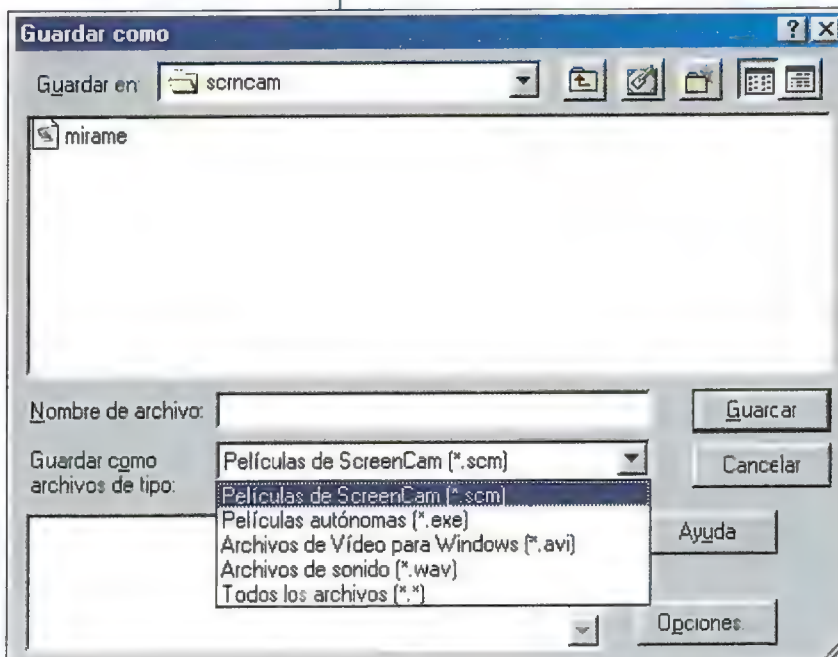 Guardar como
Guardar en: scrncam
mirame
Nombre de archivo:
Guarcar
Guardar como
archivos de tipo:
Películas de ScreenCam (*.scm)
Cancelar
Películas de ScreenCam (*.scm)
Películas autónomas (*.exe)
Archivos de Vídeo para Windows (*.avi)
Archivos de sonido (*.wav)
Todos los archivos (*.*)
Ayuda
Opciones